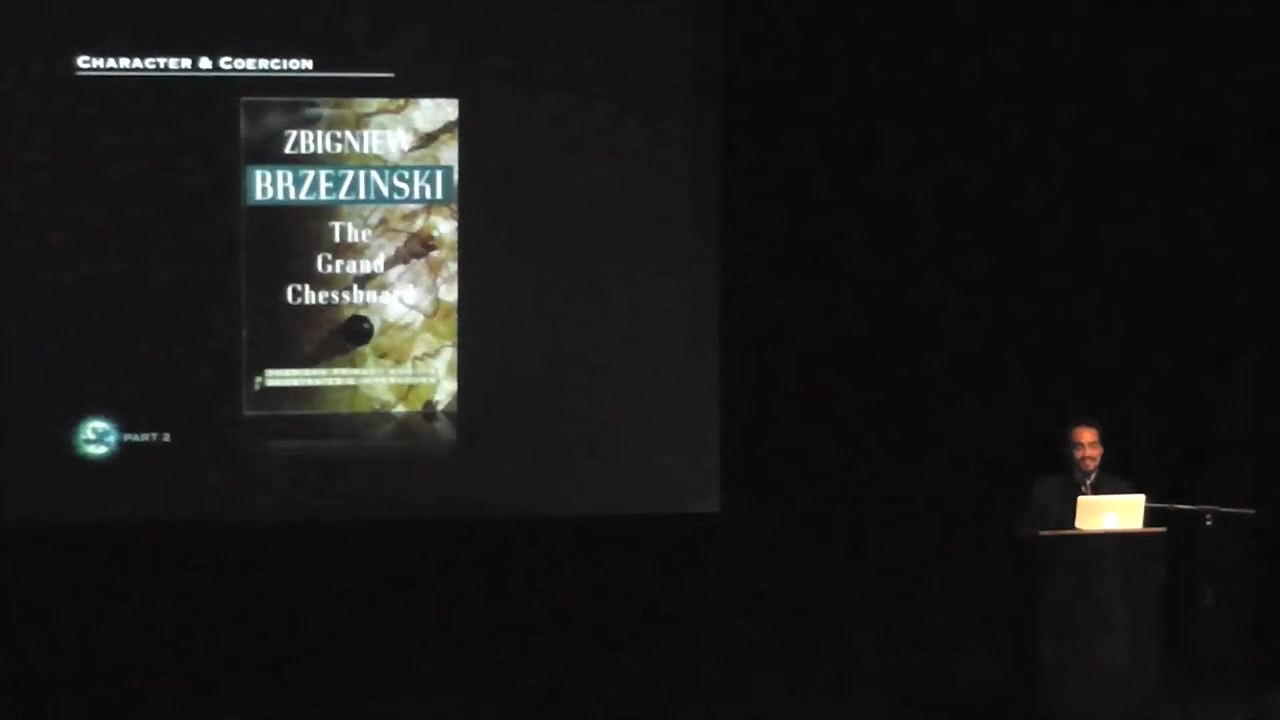 CHARACTER & COERCION
ZBIGNIEW
BRZEZINSKI
The
Grand
Chessboard
PART 2